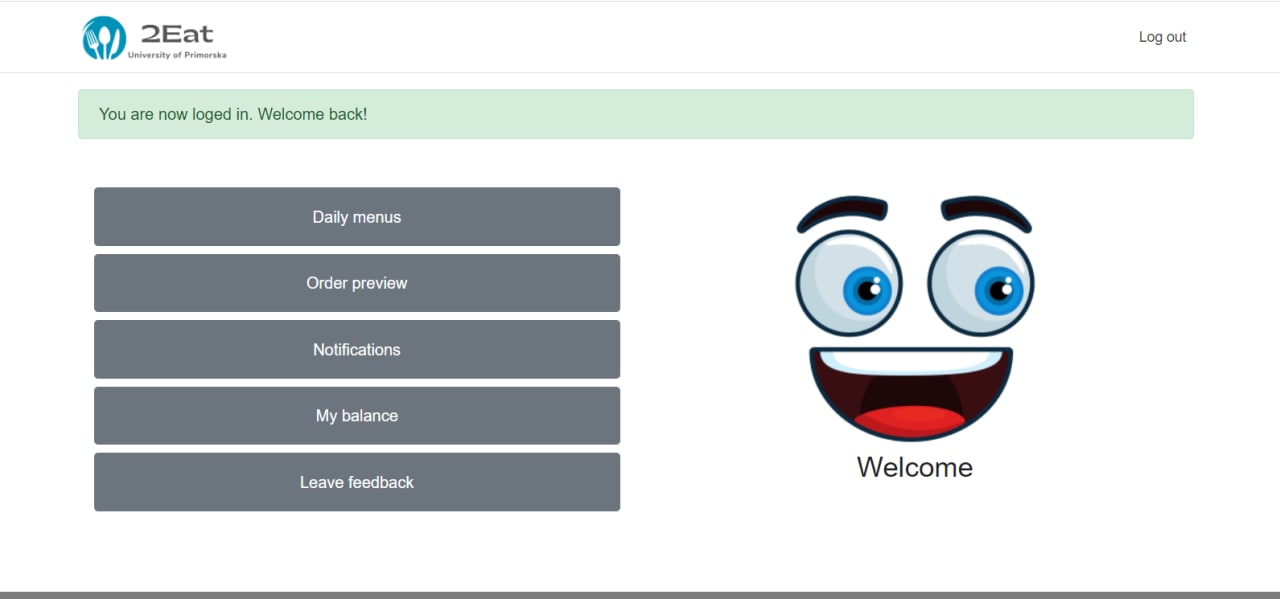 2Eat
University of Primorska
Log out
You are now loged in. Welcome back!
Daily menus
Order preview
Notifications
My balance
Leave feedback
Welcome